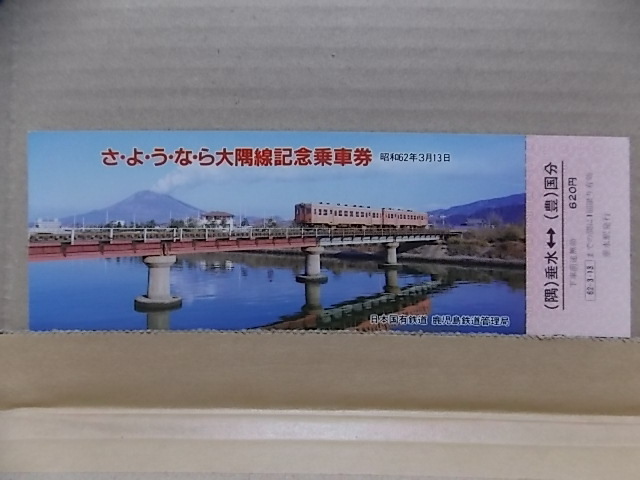 さ・よ・う・な・ら大隅線記念乗車券 昭和62年3月13日
日本国有鉄道 鹿児島鉄道管理局
(隅)垂水↔(豊)国分
620円